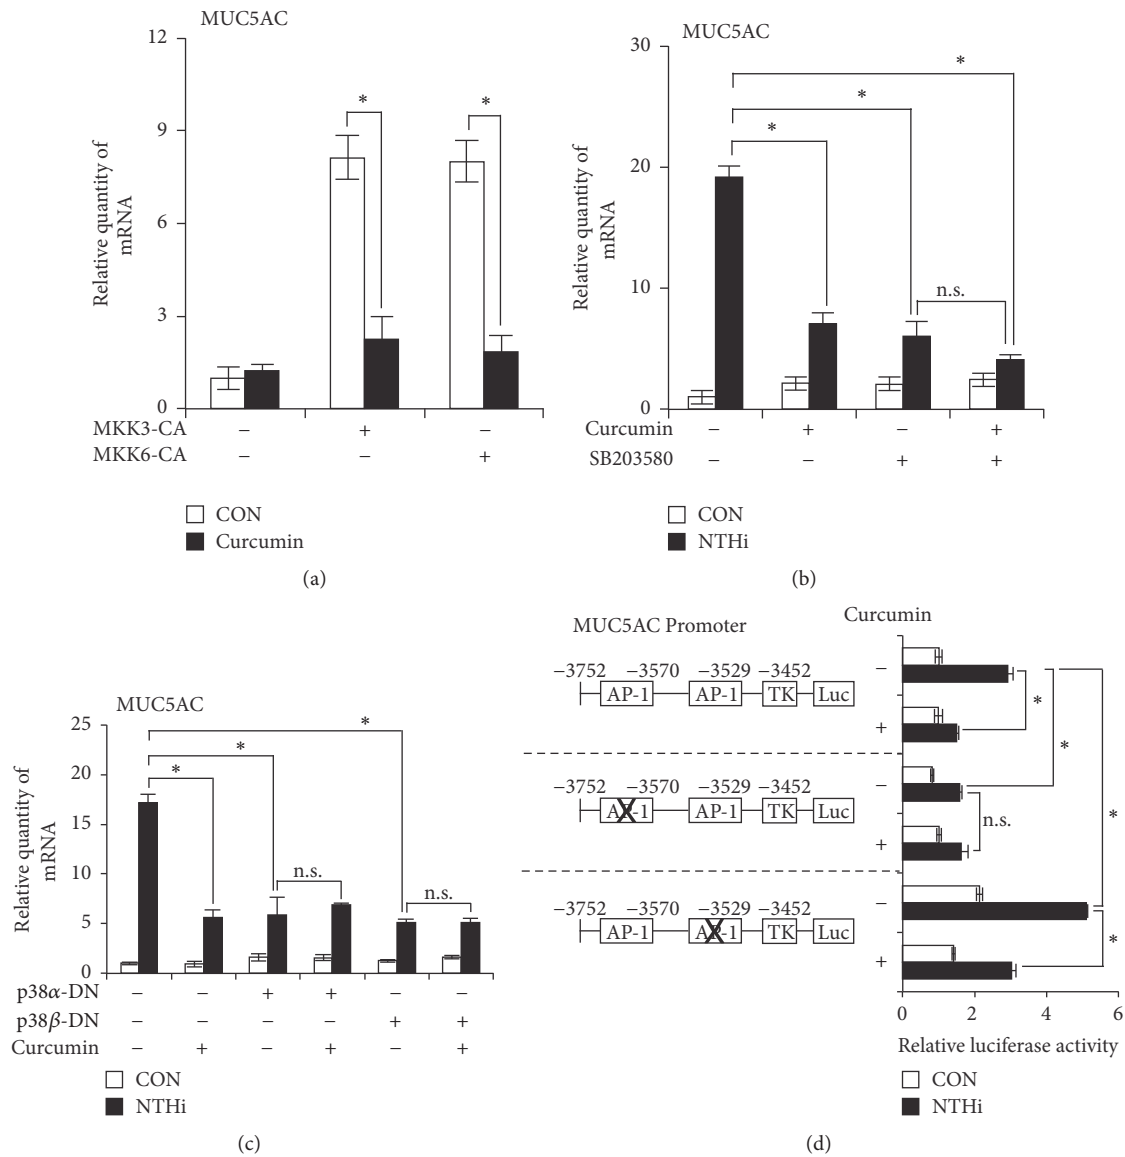 MUC5AC
12
9
6
3
0
Relative quantity of
mRNA
*
*
MKK3-CA − + −
MKK6-CA − − +
CON
Curcumin
(a)
MUC5AC
30
20
10
0
Relative quantity of
mRNA
*
*
*
n.s.
Curcumin − + − +
SB203580 − − + +
CON
NTHi
(b)
MUC5AC
25
20
15
10
5
0
Relative quantity of
mRNA
*
*
*
n.s.
n.s.
p38α-DN − − + + − −
p38β-DN − − − − + +
Curcumin − + − + − +
CON
NTHi
(c)
MUC5AC Promoter
Curcumin
−3752 −3570 −3529 −3452
AP-1 AP-1 TK Luc
−
+
−3752 −3570 −3529 −3452
AP-1 AP-1 TK Luc
−
+
−3752 −3570 −3529 −3452
AP-1 AP-1 TK Luc
−
+
*
*
n.s.
*
*
0 2 4 6
Relative luciferase activity
CON
NTHi
(d)